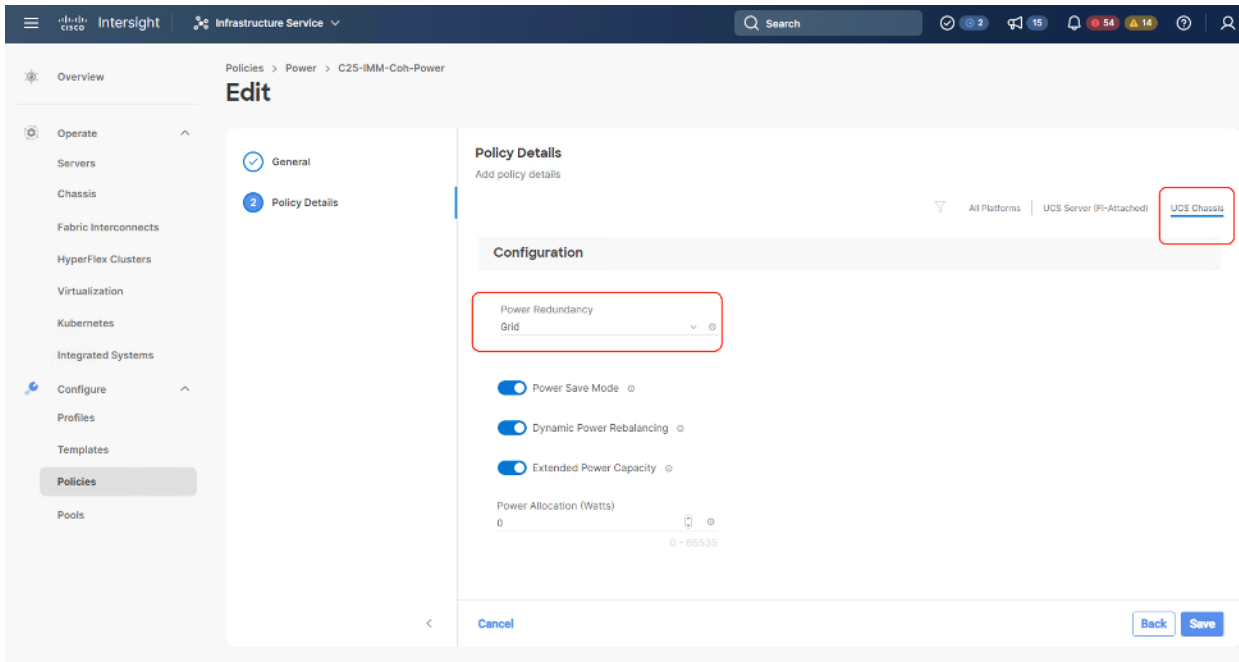 cisco Intersight Infrastructure Service Search 2 15 54 14
Overview
Operate
Servers
Chassis
Fabric Interconnects
HyperFlex Clusters
Virtualization
Kubernetes
Integrated Systems
Configure
Profiles
Templates
Policies
Pools
Policies > Power > C25-IMM-Coh-Power
Edit
General
2 Policy Details
Policy Details
Add policy details
All Platforms UCS Server (FI-Attached) UCS Chassis
Configuration
Power Redundancy
Grid
Power Save Mode
Dynamic Power Rebalancing
Extended Power Capacity
Power Allocation (Watts)
0
0 - 65535
Cancel Back Save